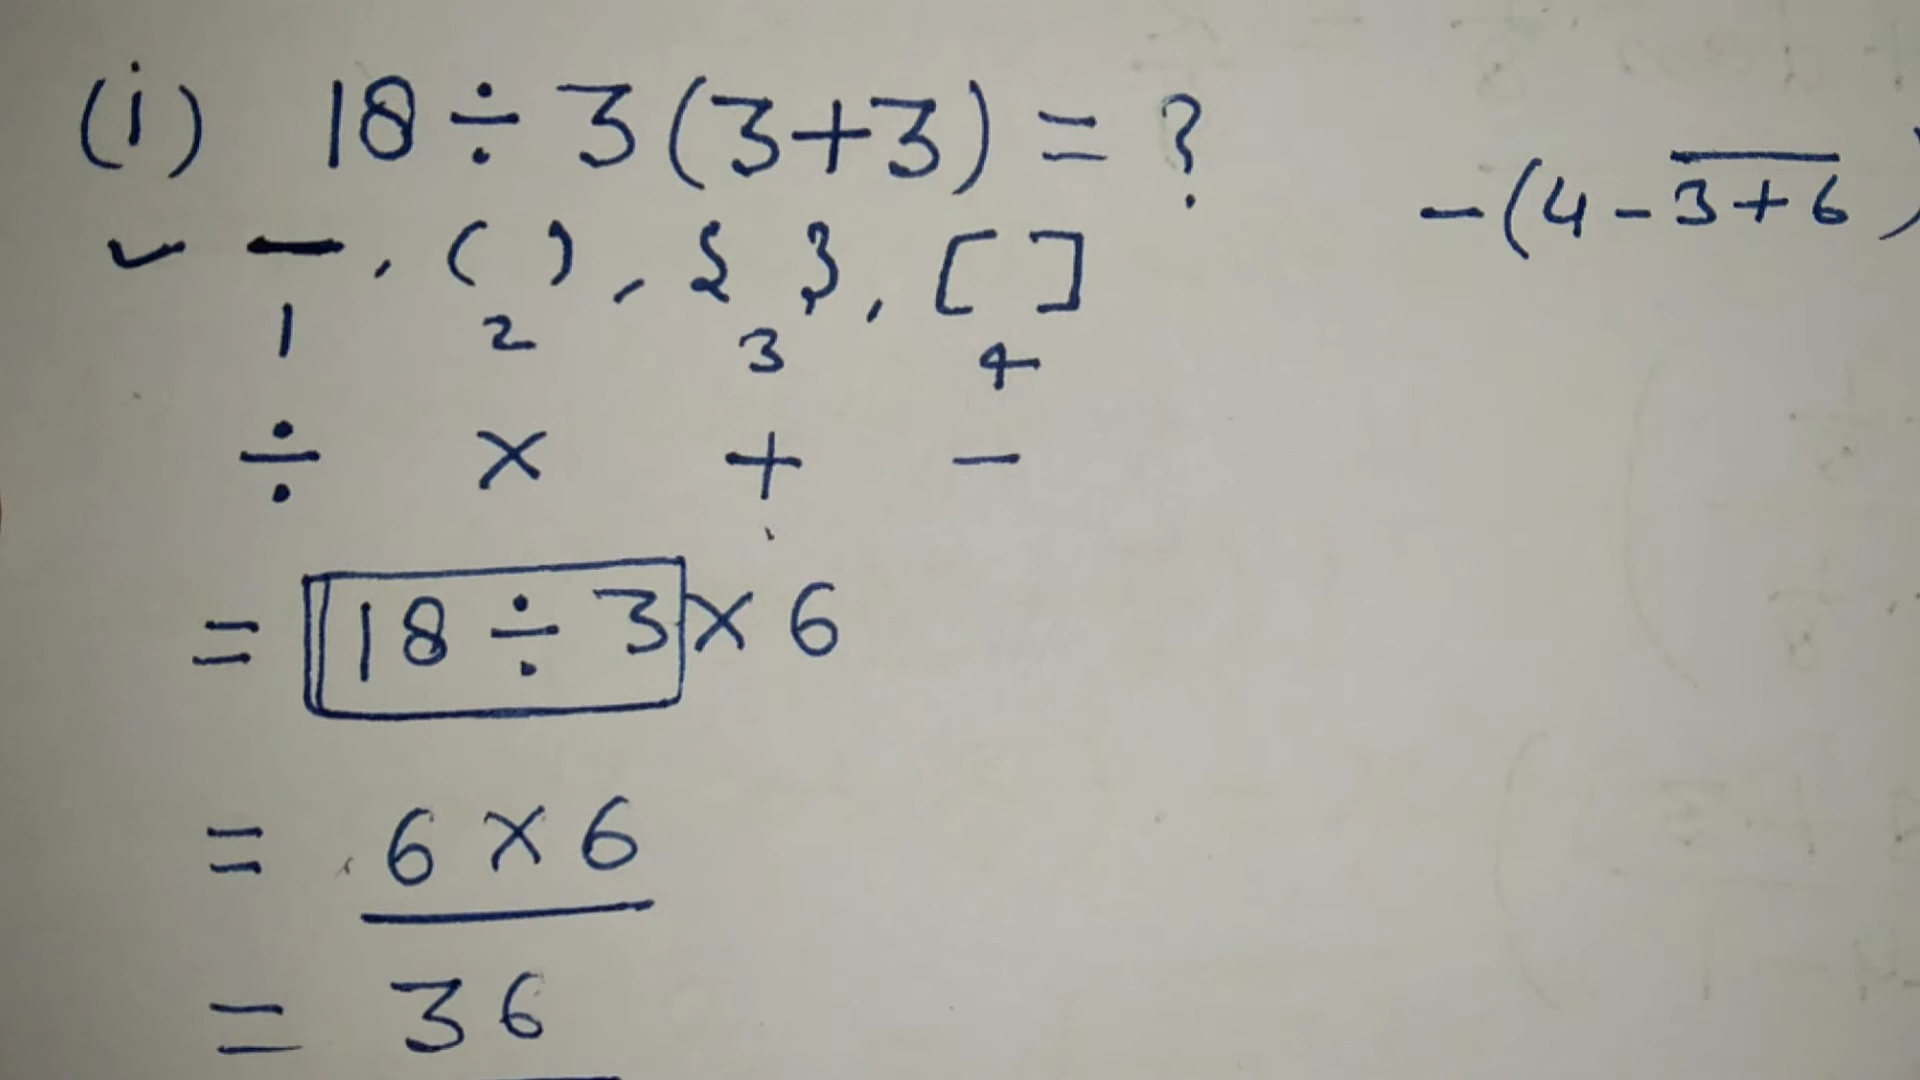 (i) 18 ÷ 3(3+3) = ?
-(4-3̅+̅6̅)
✓ —, ( ), { }, [ ]
1 2 3 4
÷ × + -
= 18 ÷ 3 × 6
= 6 × 6
= 36